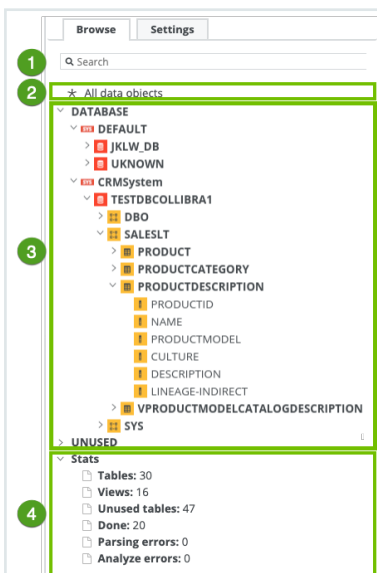 Browse Settings
1 Search
2 All data objects
DATABASE
SYS DEFAULT
JKLW_DB
UKNOWN
SYS CRMSystem
TESTDBCOLLIBRA1
DBO
SALESLT
3 PRODUCT
PRODUCTCATEGORY
PRODUCTDESCRIPTION
PRODUCTID
NAME
PRODUCTMODEL
CULTURE
DESCRIPTION
LINEAGE-INDIRECT
VPRODUCTMODELCATALOGDESCRIPTION
SYS
UNUSED
Stats
Tables: 30
Views: 16
Unused tables: 47
4 Done: 20
Parsing errors: 0
Analyze errors: 0